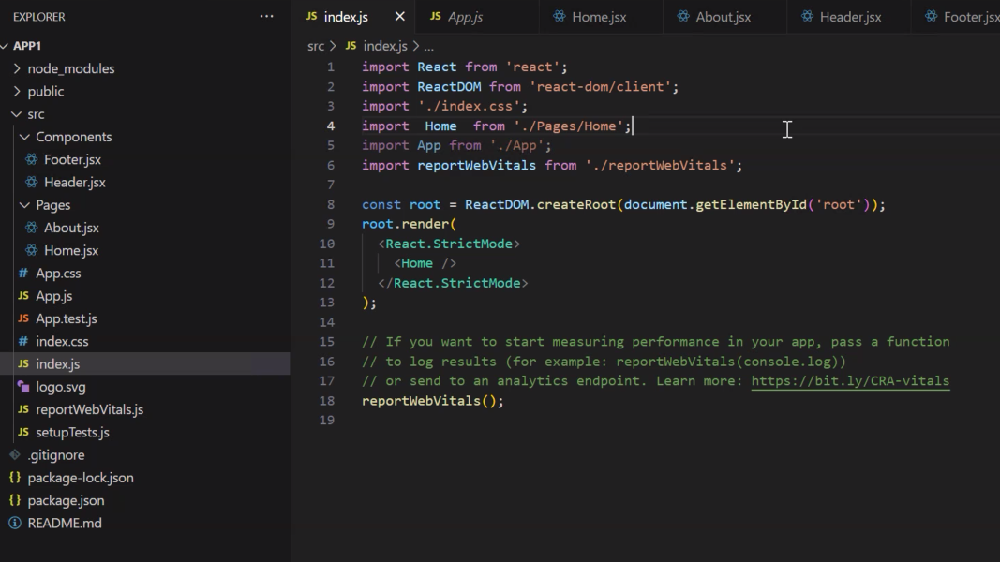 EXPLORER
APP1
node_modules
public
src
Components
Footer.jsx
Header.jsx
Pages
About.jsx
Home.jsx
App.css
App.js
App.test.js
index.css
index.js
logo.svg
reportWebVitals.js
setupTests.js
.gitignore
package-lock.json
package.json
README.md
index.js
App.js
Home.jsx
About.jsx
Header.jsx
Footer.jsx
src > JS index.js > ...
1 import React from 'react';
2 import ReactDOM from 'react-dom/client';
3 import './index.css';
4 import  Home  from './Pages/Home';
5 import App from './App';
6 import reportWebVitals from './reportWebVitals';
7
8 const root = ReactDOM.createRoot(document.getElementById('root'));
9 root.render(
10   <React.StrictMode>
11     <Home />
12   </React.StrictMode>
13 );
14
15 // If you want to start measuring performance in your app, pass a function
16 // to log results (for example: reportWebVitals(console.log))
17 // or send to an analytics endpoint. Learn more: https://bit.ly/CRA-vitals
18 reportWebVitals();
19